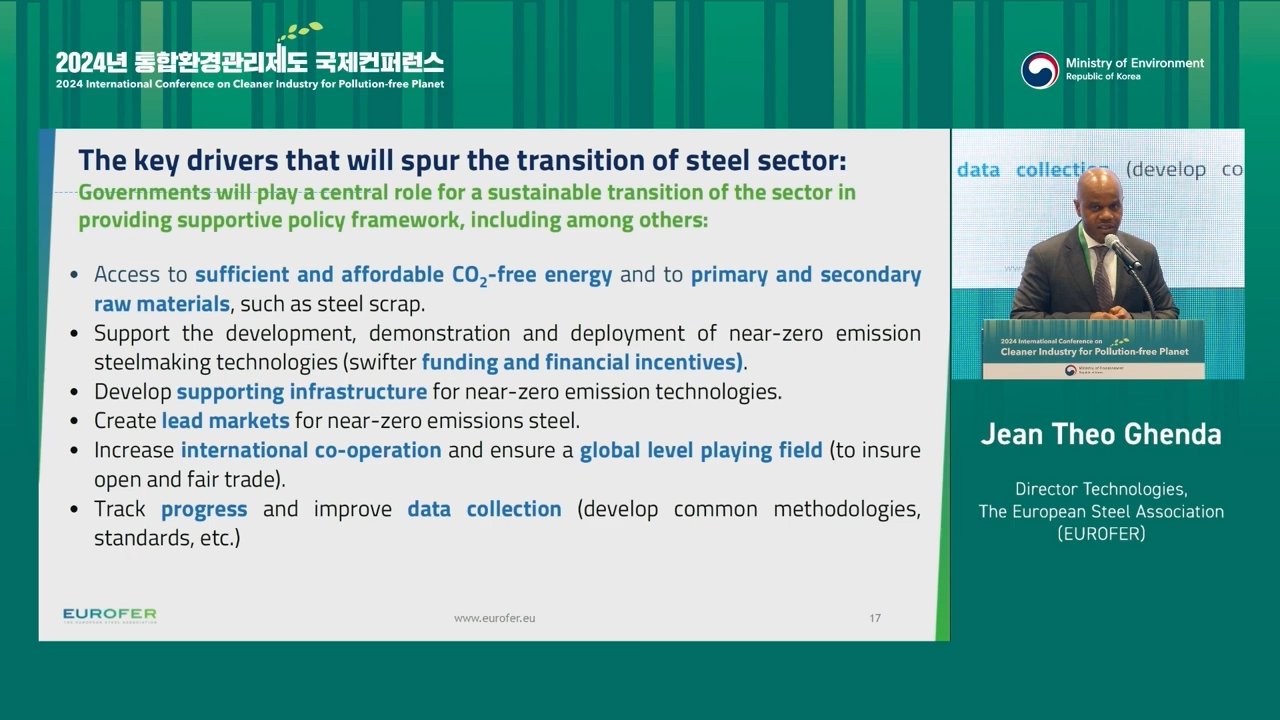 2024년 통합환경관리제도 국제컨퍼런스
2024 International Conference on Cleaner Industry for Pollution-free Planet
Ministry of Environment
Republic of Korea
The key drivers that will spur the transition of steel sector:
Governments will play a central role for a sustainable transition of the sector in
providing supportive policy framework, including among others:
• Access to sufficient and affordable CO₂-free energy and to primary and secondary
raw materials, such as steel scrap.
• Support the development, demonstration and deployment of near-zero emission
steelmaking technologies (swifter funding and financial incentives).
• Develop supporting infrastructure for near-zero emission technologies.
• Create lead markets for near-zero emissions steel.
• Increase international co-operation and ensure a global level playing field (to insure
open and fair trade).
• Track progress and improve data collection (develop common methodologies,
standards, etc.)
EUROFER
THE EUROPEAN STEEL ASSOCIATION
www.eurofer.eu
17
data collection (develop co
2024 International Conference on
Cleaner Industry for Pollution-free Planet
Ministry of Environment
Republic of Korea
Jean Theo Ghenda
Director Technologies,
The European Steel Association
(EUROFER)